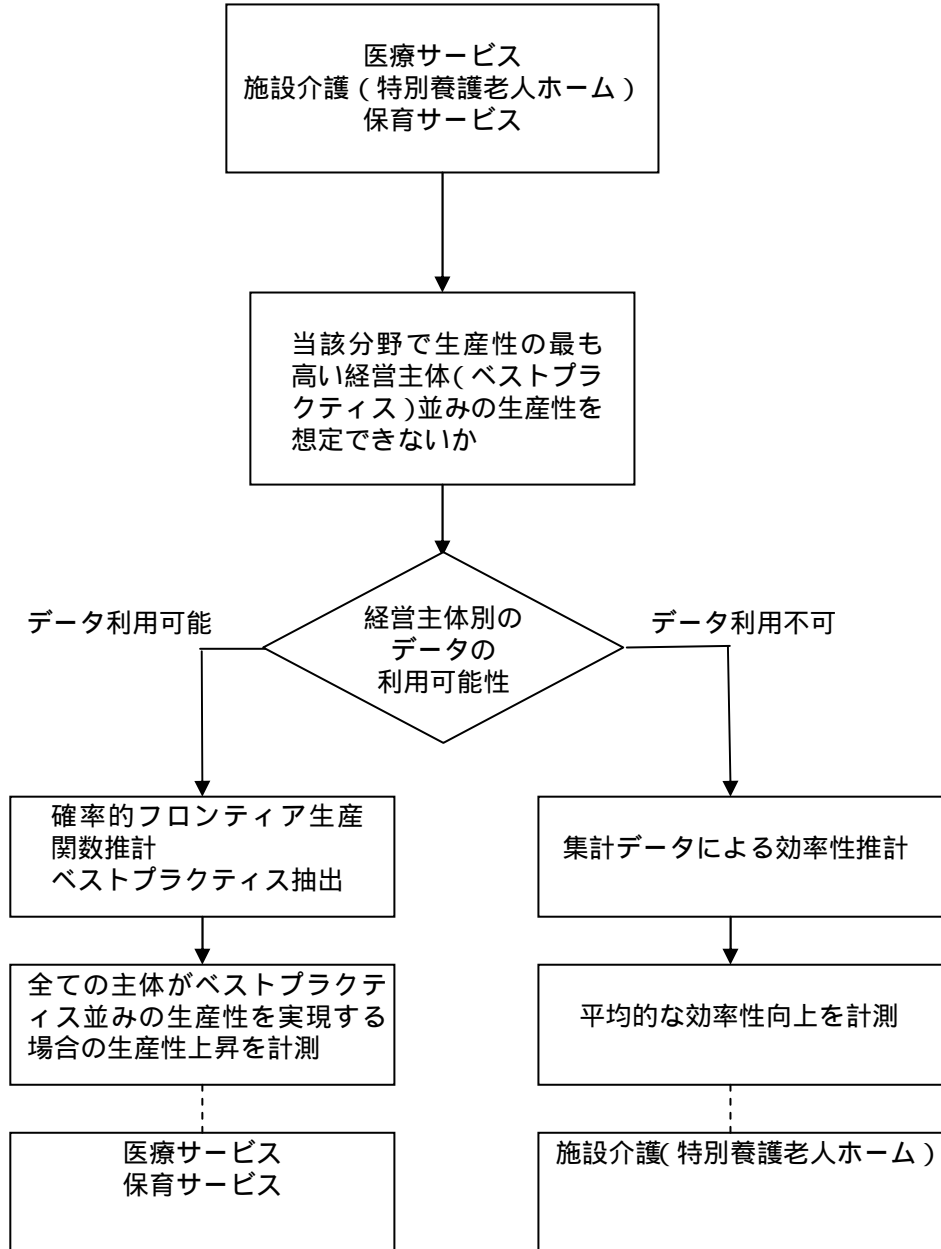 医療サービス
施設介護(特別養護老人ホーム)
保育サービス
当該分野で生産性の最も
高い経営主体(ベストプラ
クティス)並みの生産性を
想定できないか
データ利用可能
経営主体別の
データの
利用可能性
データ利用不可
確率的フロンティア生産
関数推計
ベストプラクティス抽出
集計データによる効率性推計
全ての主体がベストプラクテ
ィス並みの生産性を実現する
場合の生産性上昇を計測
平均的な効率性向上を計測
医療サービス
保育サービス
施設介護(特別養護老人ホーム)